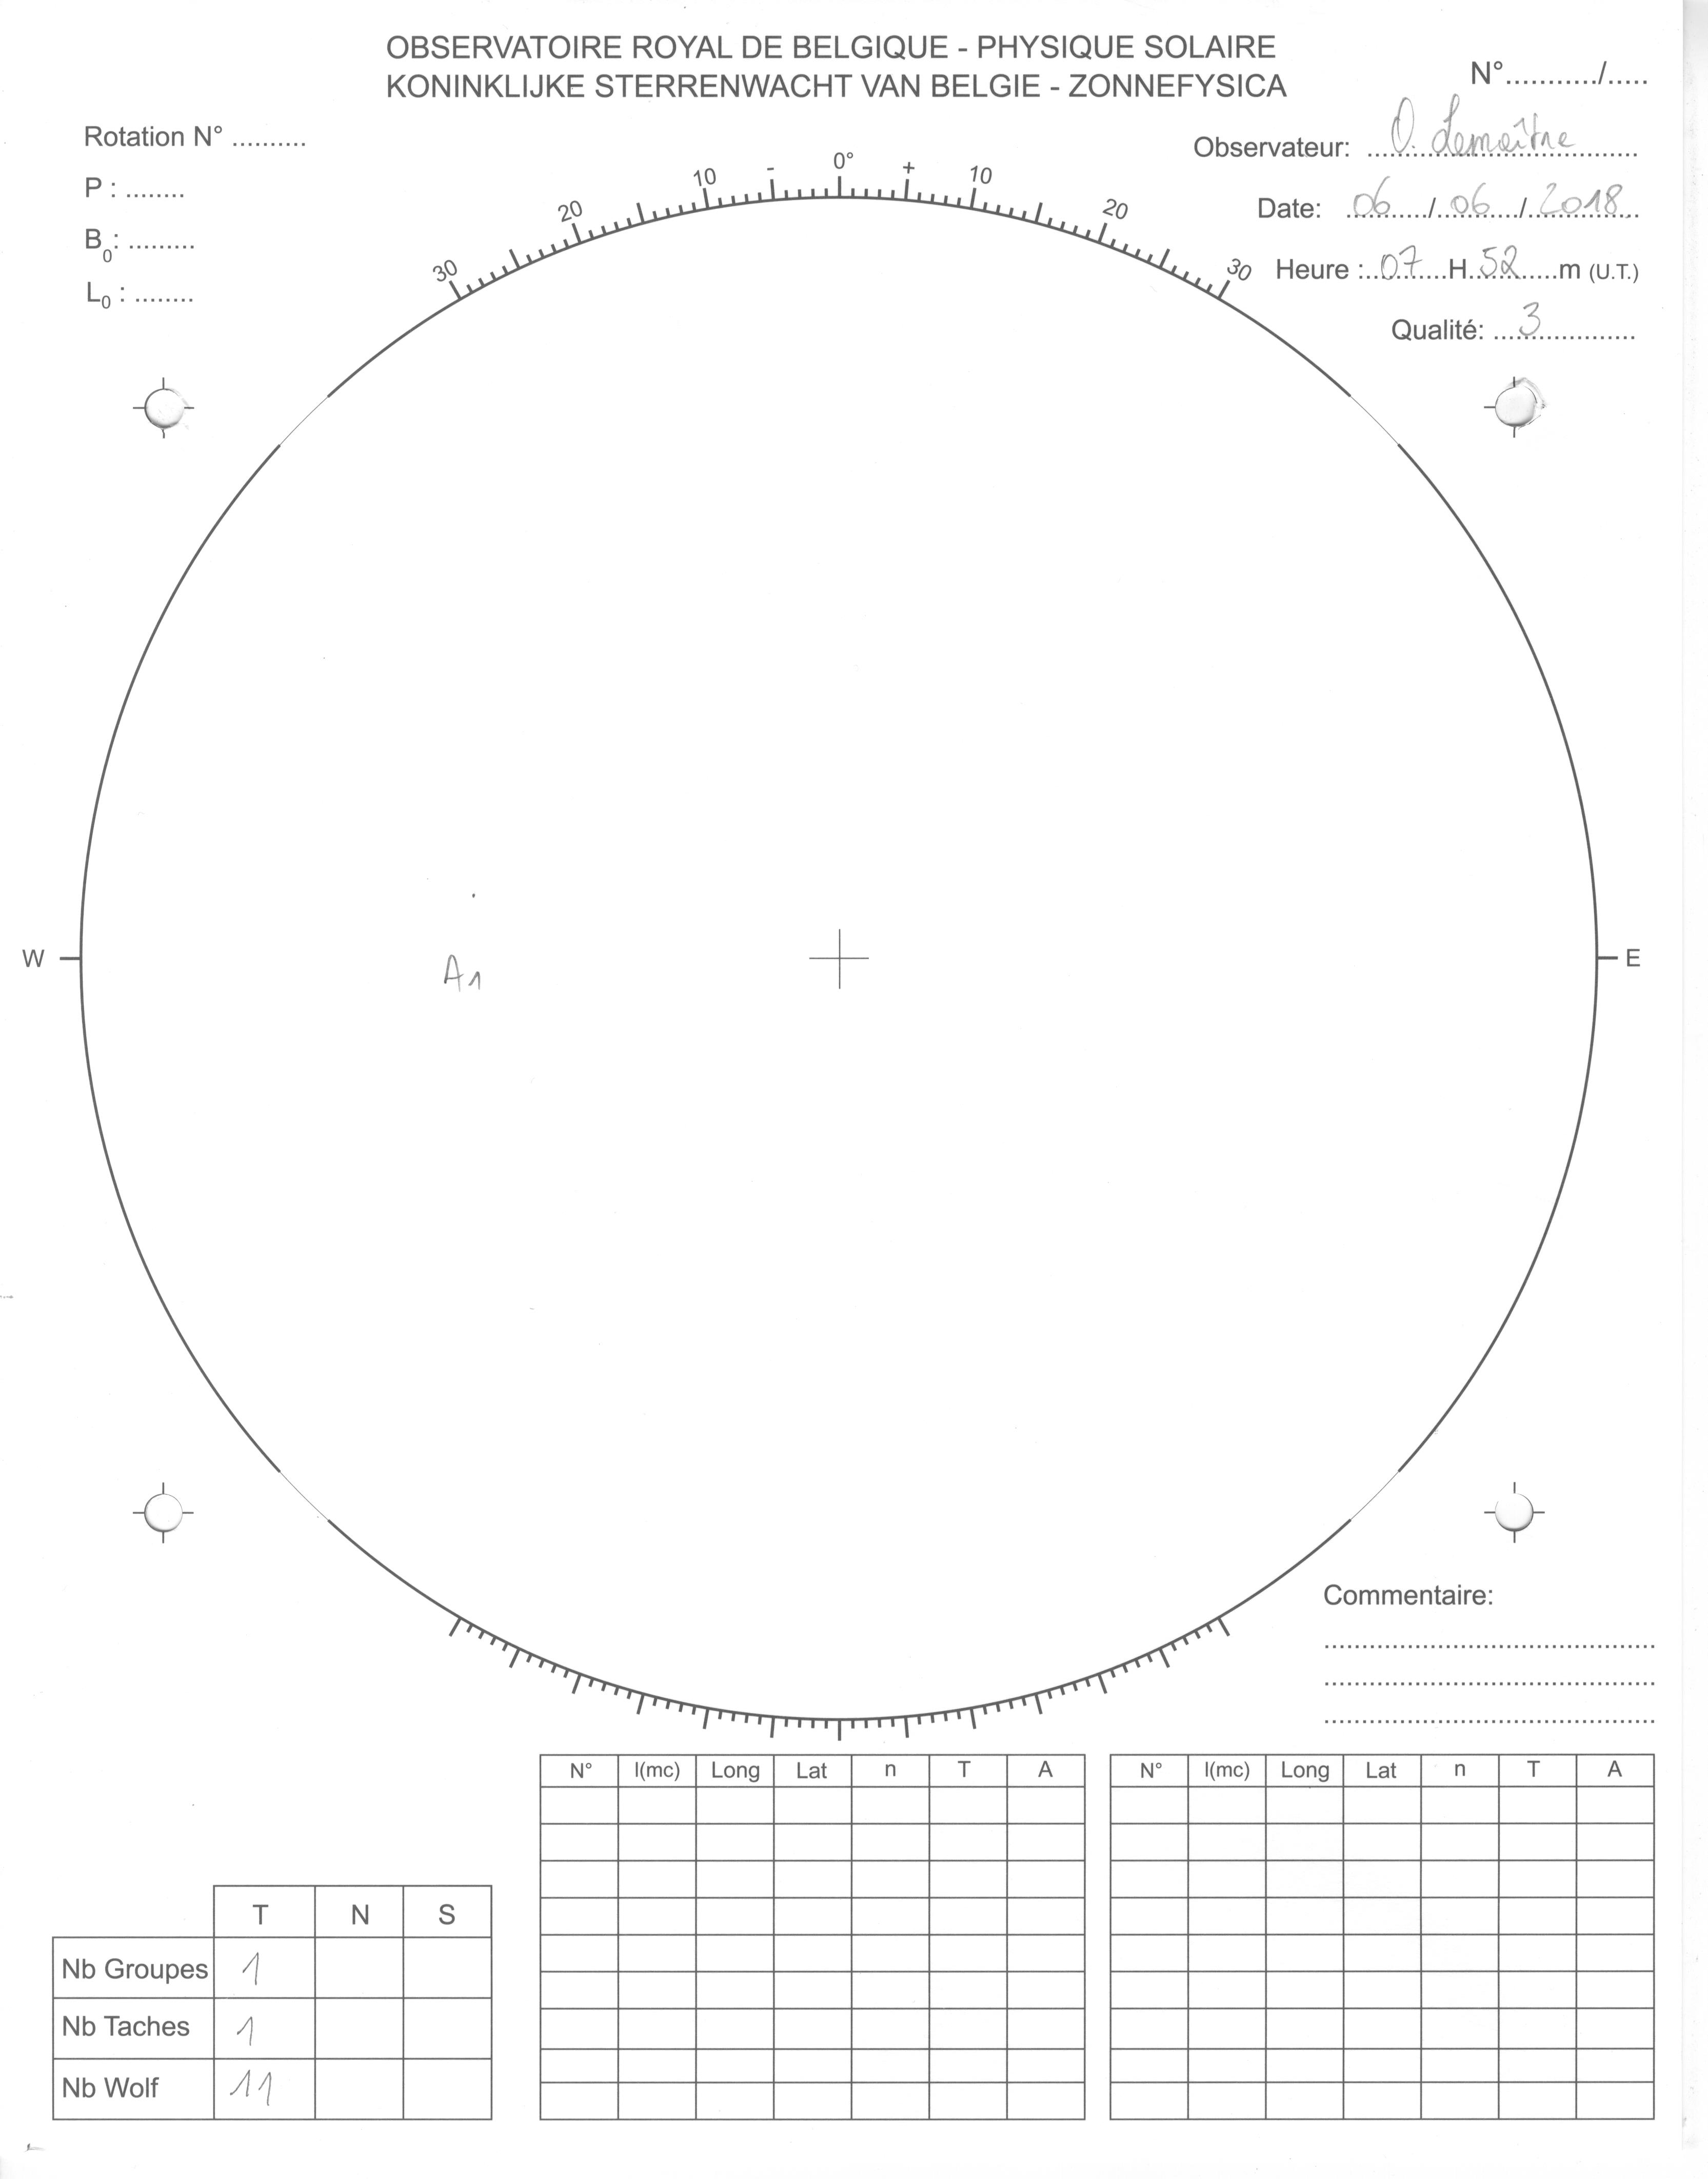 OBSERVATOIRE ROYAL DE BELGIQUE - PHYSIQUE SOLAIRE
KONINKLIJKE STERRENWACHT VAN BELGIE - ZONNEFYSICA
N°.........../.....
Rotation N° ..........
Observateur: O. Lemaître
P : ........
Date: 06 / 06 / 2018
B0: .........
Heure : 07 H 52 m (U.T.)
L0 : ........
Qualité: 3
30 20 10 - 0° + 10 20 30
W E
A1
Commentaire:
N° I(mc) Long Lat n T A
N° I(mc) Long Lat n T A
T N S
Nb Groupes 1
Nb Taches 1
Nb Wolf 11